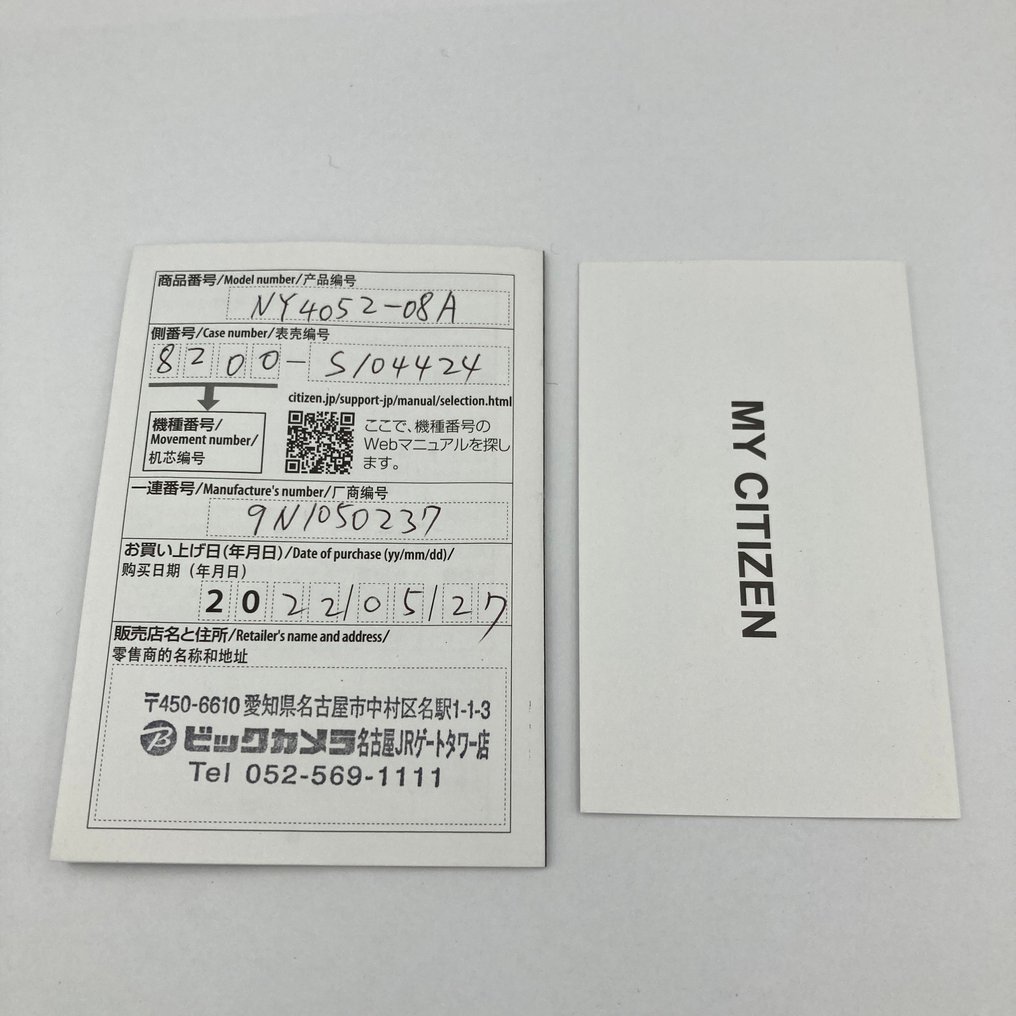 商品番号/Model number/产品编号
NY4052-08A
側番号/Case number/表壳编号
8200-S104424
citizen.jp/support-jp/manual/selection.html
機種番号/
Movement number/
机芯编号
ここで、機種番号の
Webマニュアルを探し
ます。
一連番号/Manufacture's number/厂商编号
9N1050237
お買い上げ日(年月日)/Date of purchase (yy/mm/dd)/
购买日期（年月日）
2022/05/27
販売店名と住所/Retailer's name and address/
零售商的名称和地址
〒450-6610 愛知県名古屋市中村区名駅1-1-3
B ビックカメラ名古屋JRゲートタワー店
Tel 052-569-1111
MY CITIZEN